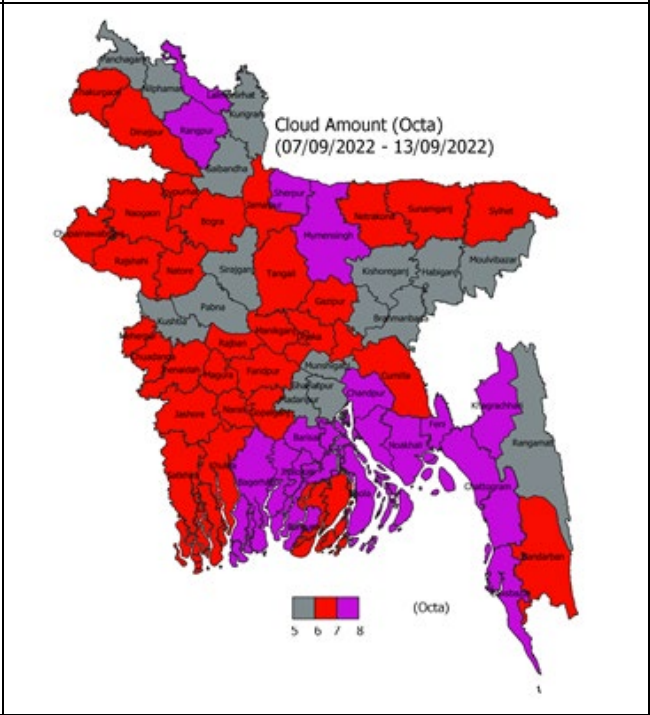 Panchagarh
Nilphamari
Lalmonirhat
Thakurgaon
Kurigram
Rangpur
Dinajpur
Cloud Amount (Octa)
(07/09/2022 - 13/09/2022)
Gaibandha
Joypurhat
Sherpur
Jamalpur
Naogaon
Bogra
Netrakona
Sunamganj
Sylhet
Chapainawabganj
Mymensingh
Rajshahi
Natore
Sirajganj
Tangail
Kishoreganj
Habiganj
Moulvibazar
Pabna
Gazipur
Kushtia
Brahmanbaria
Manikganj
Dhaka
Rajbari
Chuadanga
Munshiganj
Jhenaidah
Magura
Faridpur
Cumilla
Shariatpur
Madaripur
Chandpur
Khagrachhari
Jashore
Narail
Gopalganj
Feni
Rangamati
Barisal
Noakhali
Khulna
Satkhira
Bagerhat
Chattogram
Bhola
Bandarban
(Octa)
5 6 7 8